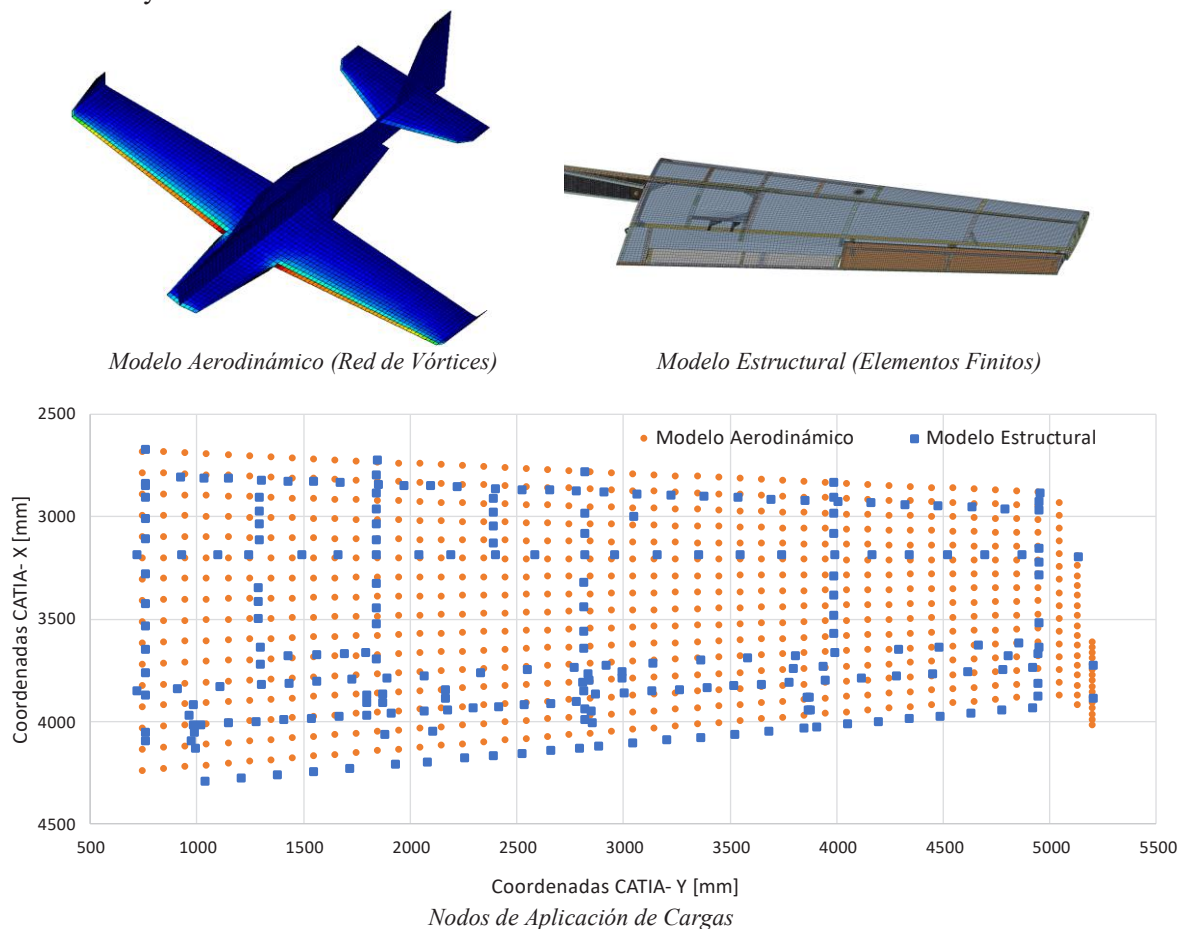 Modelo Aerodinámico (Red de Vórtices)
Modelo Estructural (Elementos Finitos)
Modelo Aerodinámico
Modelo Estructural
Coordenadas CATIA- X [mm]
2500
3000
3500
4000
4500
500
1000
1500
2000
2500
3000
3500
4000
4500
5000
5500
Coordenadas CATIA- Y [mm]
Nodos de Aplicación de Cargas